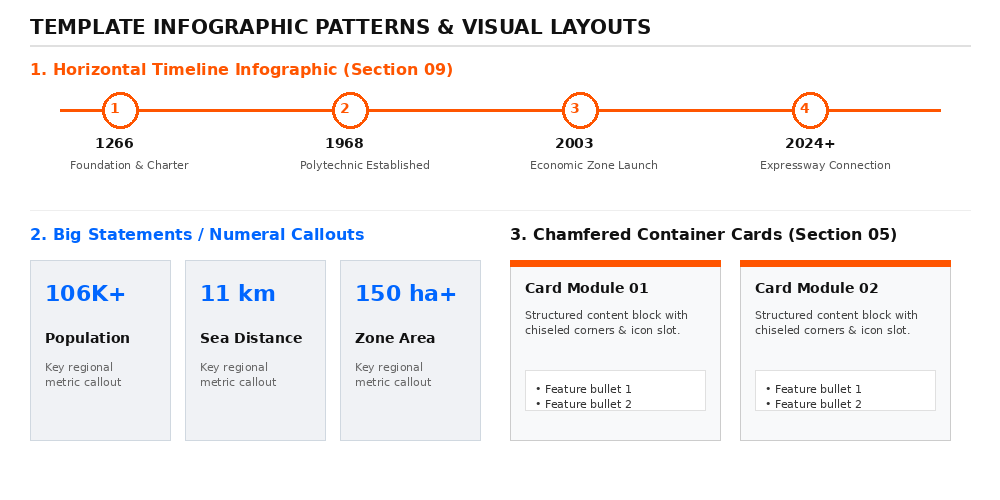 TEMPLATE INFOGRAPHIC PATTERNS & VISUAL LAYOUTS
1. Horizontal Timeline Infographic (Section 09)
1
2
3
4
1266
1968
2003
2024+
Foundation & Charter
Polytechnic Established
Economic Zone Launch
Expressway Connection
2. Big Statements / Numeral Callouts
106K+
Population
Key regional
metric callout
11 km
Sea Distance
Key regional
metric callout
150 ha+
Zone Area
Key regional
metric callout
3. Chamfered Container Cards (Section 05)
Card Module 01
Structured content block with
chiseled corners & icon slot.
• Feature bullet 1
• Feature bullet 2
Card Module 02
Structured content block with
chiseled corners & icon slot.
• Feature bullet 1
• Feature bullet 2